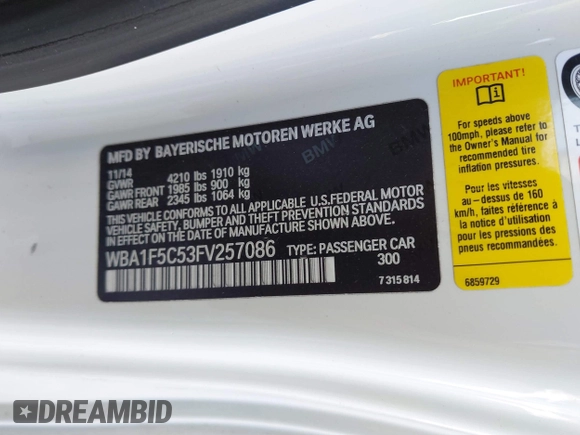 MFD BY BAYERISCHE MOTOREN WERKE AG
11/14
GVWR 4210 lbs 1910 kg
GAWR FRONT 1985 lbs 900 kg
GAWR REAR 2345 lbs 1064 kg
THIS VEHICLE CONFORMS TO ALL APPLICABLE U.S.FEDERAL MOTOR
VEHICLE SAFETY, BUMPER, AND THEFT PREVENTION STANDARDS
IN EFFECT ON THE DATE OF MANUFACTURE SHOWN ABOVE.
WBA1F5C53FV257086 TYPE: PASSENGER CAR
300
7315814
IMPORTANT!
For speeds above
100mph, please refer to
the Owner's Manual for
recommended tire
inflation pressures.
Pour les vitesses
au-dessus de 160
km/h, faites référence à
la notice d'utilisation
pour un énoncé des
pressions de pneus
recommandées.
6859729
DREAMBID